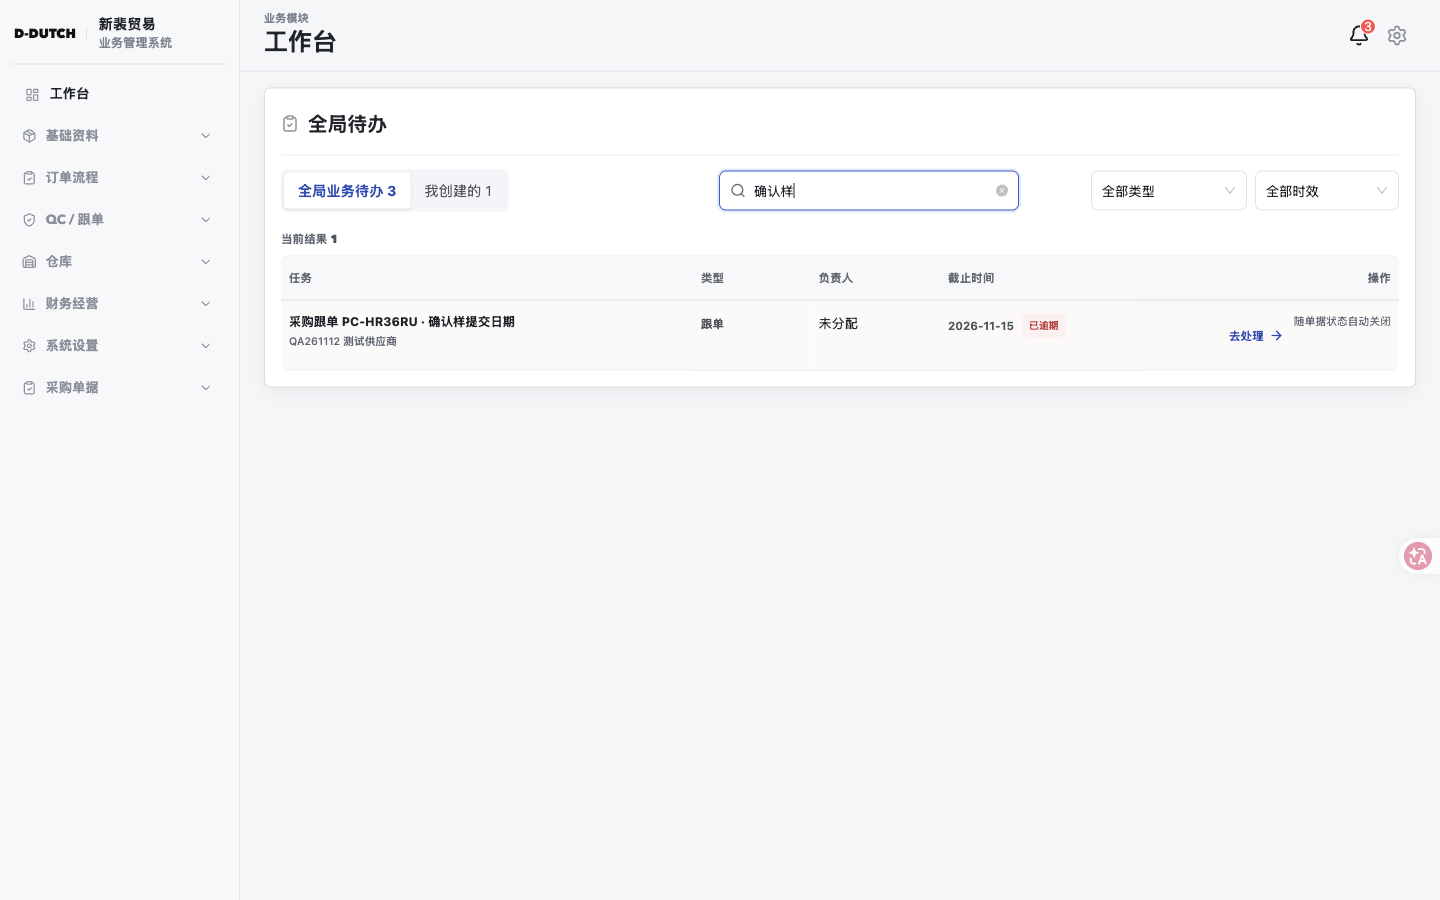 D-DUTCH
新裴贸易
业务管理系统
工作台
基础资料
订单流程
QC / 跟单
仓库
财务经营
系统设置
采购单据
业务模块
工作台
3
全局待办
全局业务待办 3
我创建的 1
确认样
全部类型
全部时效
当前结果 1
任务 类型 负责人 截止时间 操作
采购跟单 PC-HR36RU · 确认样提交日期
QA261112 测试供应商
跟单
未分配
2026-11-15 已逾期
去处理
随单据状态自动关闭